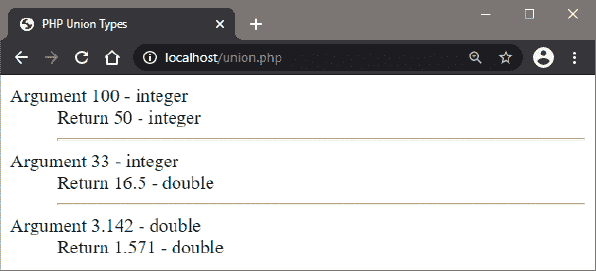 PHP Union Types
localhost/union.php
Argument 100 - integer
Return 50 - integer
Argument 33 - integer
Return 16.5 - double
Argument 3.142 - double
Return 1.571 - double